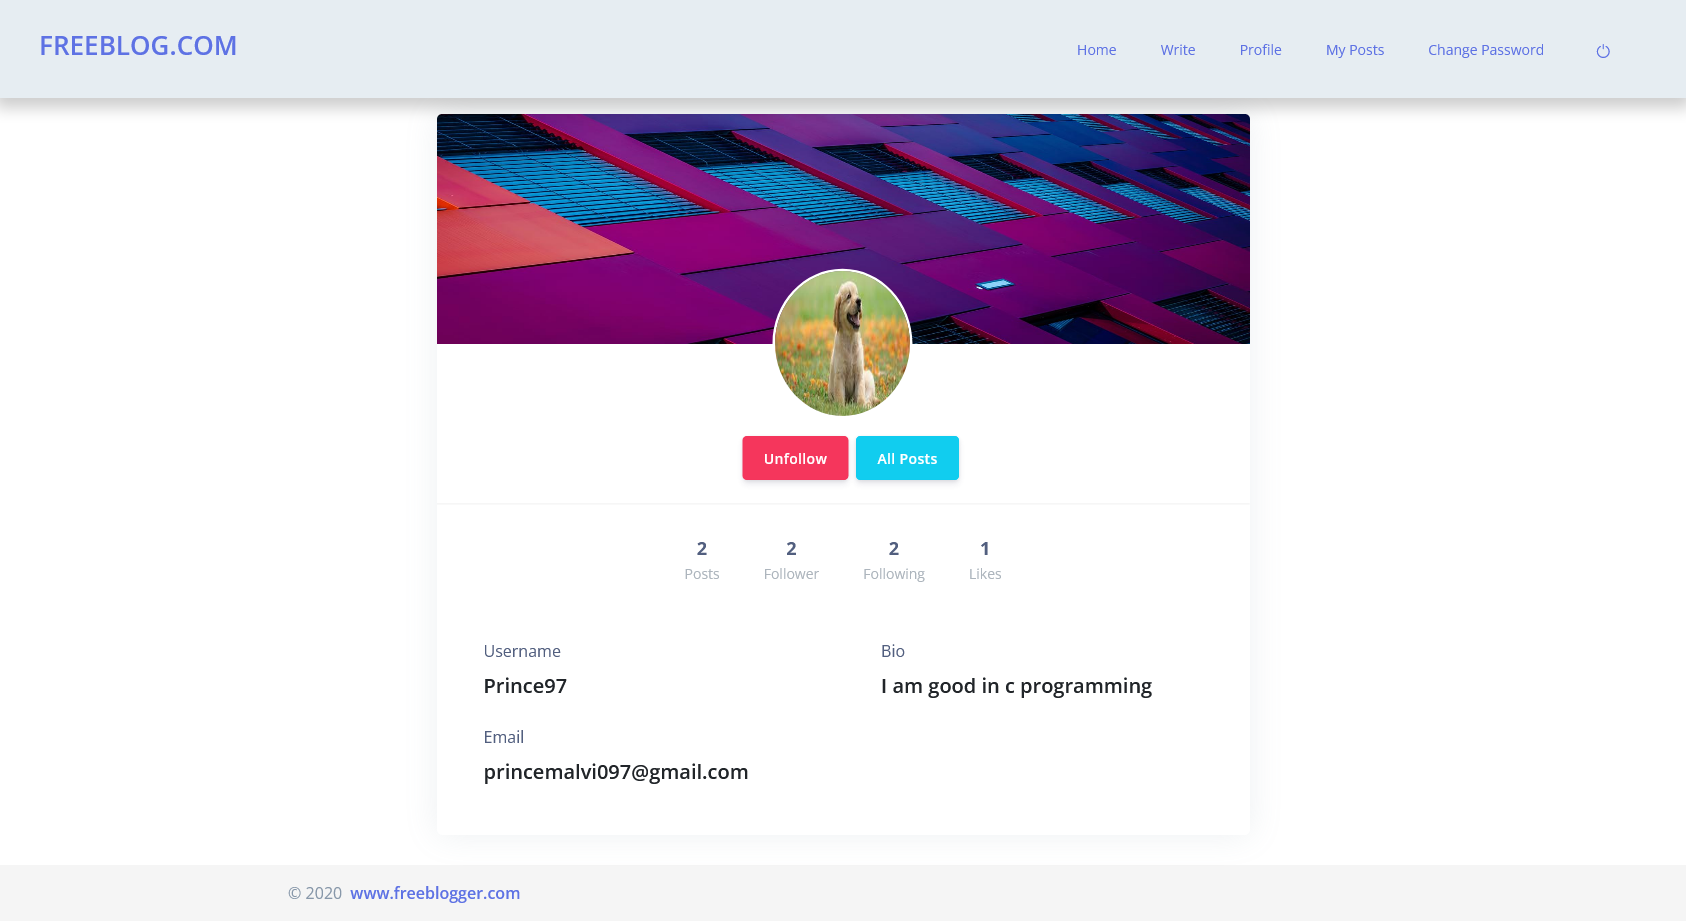 FREEBLOG.COM
Home Write Profile My Posts Change Password
Unfollow All Posts
2 2 2 1
Posts Follower Following Likes
Username Bio
Prince97 I am good in c programming
Email
princemalvi097@gmail.com
© 2020 www.freeblogger.com